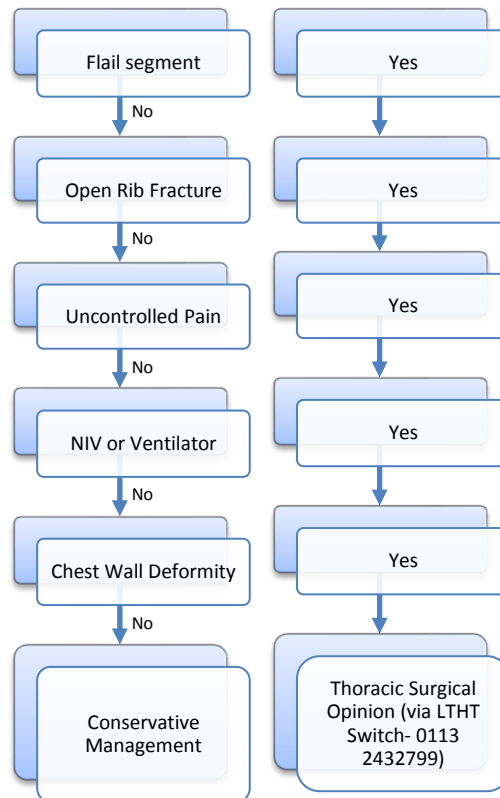 Flail segment
Yes
No
Open Rib Fracture
Yes
No
Uncontrolled Pain
Yes
No
NIV or Ventilator
Yes
No
Chest Wall Deformity
Yes
No
Conservative
Management
Thoracic Surgical
Opinion (via LTHT
Switch- 0113
2432799)